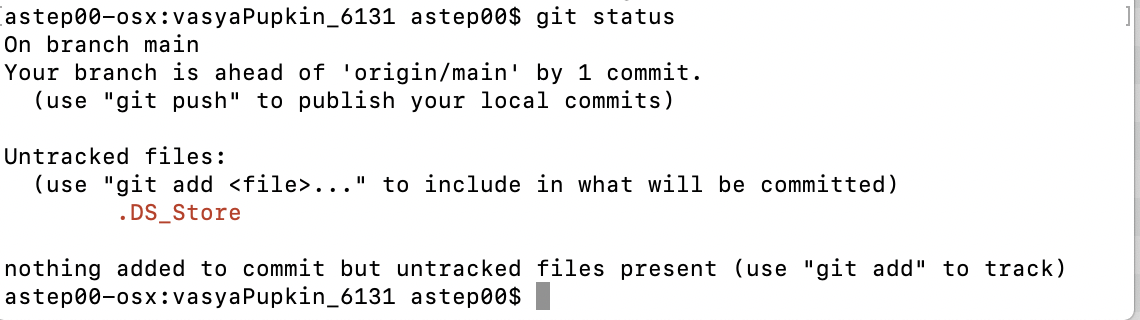 [astep00-osx:vasyaPupkin_6131 astep00$ git status ]
On branch main
Your branch is ahead of 'origin/main' by 1 commit.
  (use "git push" to publish your local commits)

Untracked files:
  (use "git add <file>..." to include in what will be committed)
        .DS_Store

nothing added to commit but untracked files present (use "git add" to track)
astep00-osx:vasyaPupkin_6131 astep00$